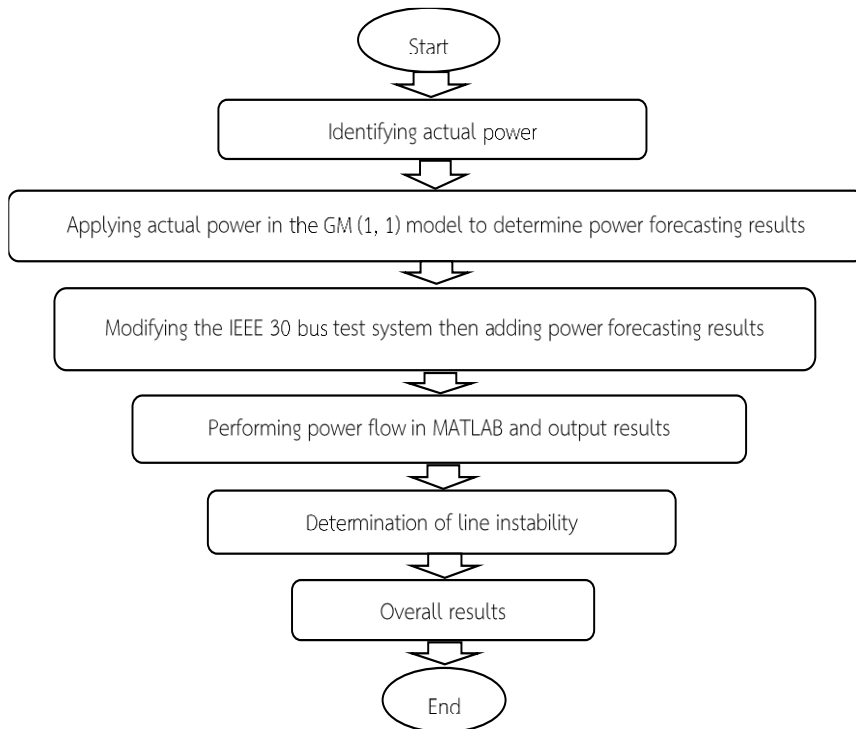 Start
Identifying actual power
Applying actual power in the GM (1, 1) model to determine power forecasting results
Modifying the IEEE 30 bus test system then adding power forecasting results
Performing power flow in MATLAB and output results
Determination of line instability
Overall results
End